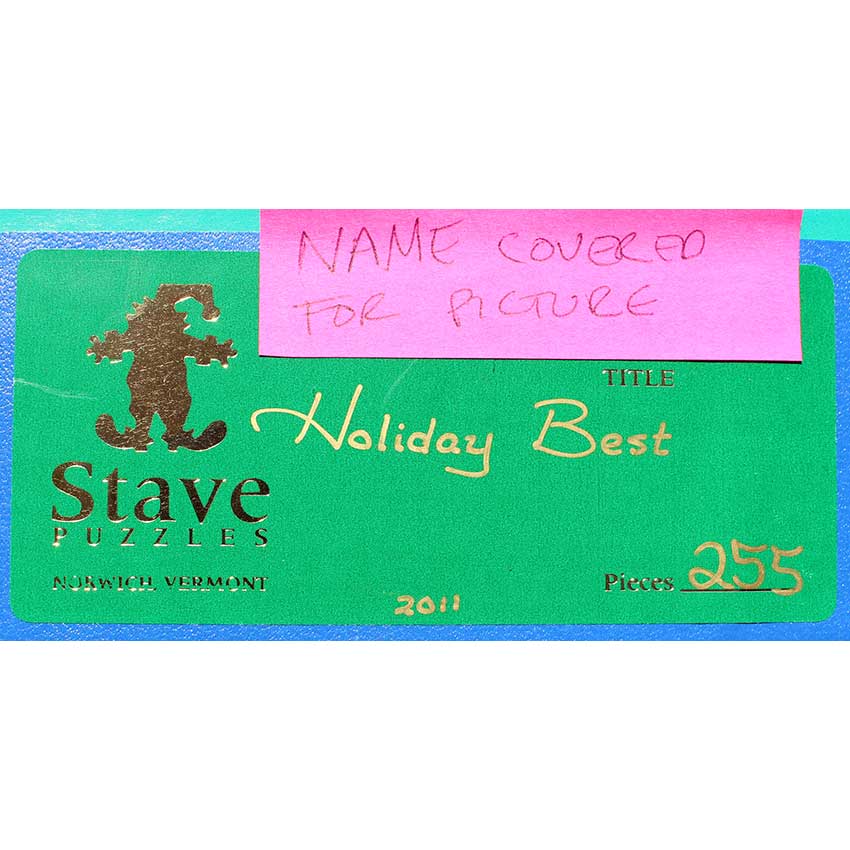 NAME COVERED
FOR PICTURE
TITLE
Holiday Best
Stave
PUZZLES
NORWICH, VERMONT
Pieces 255
2011